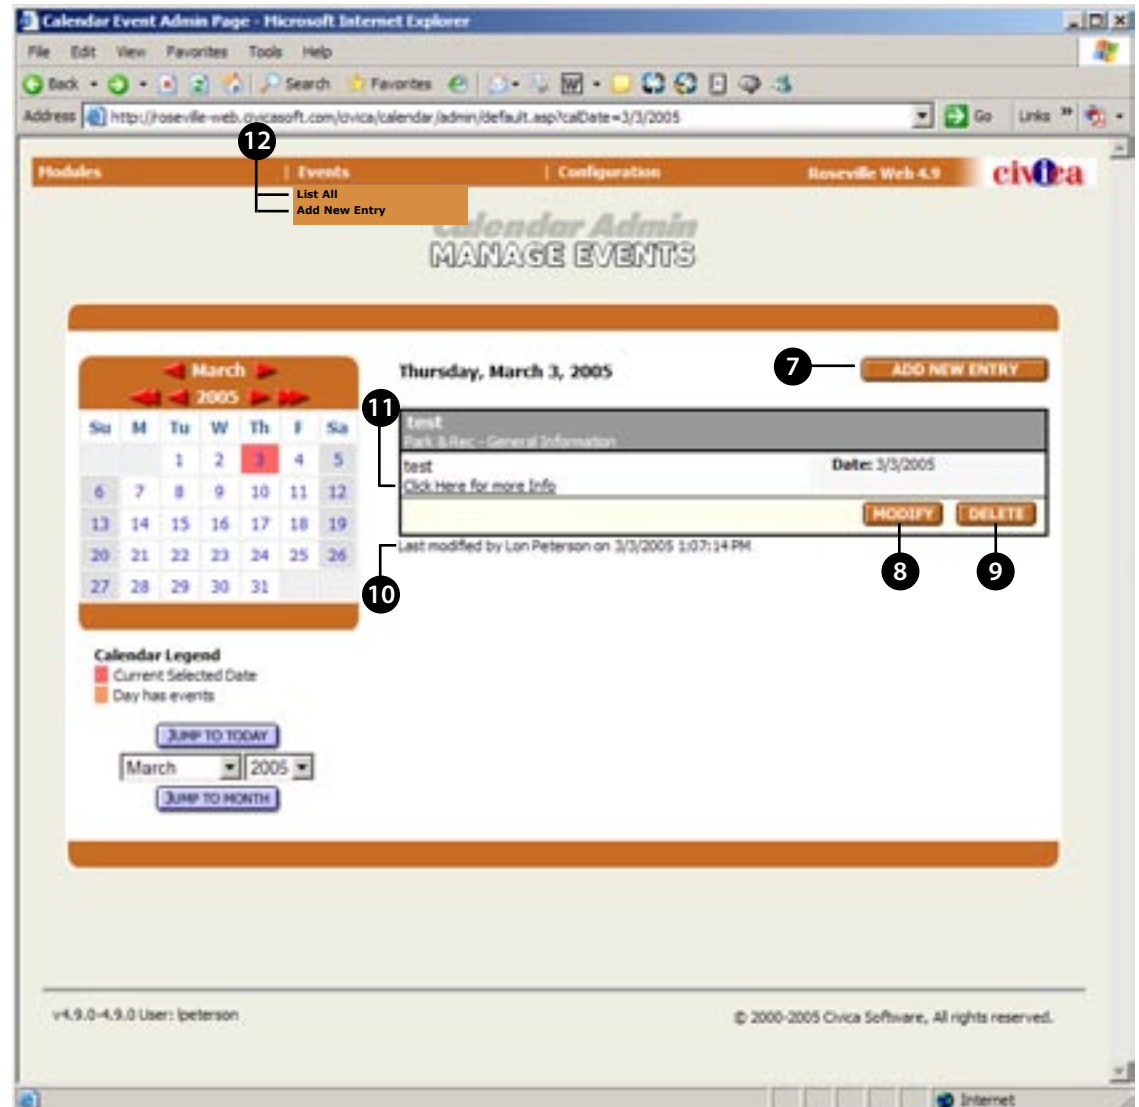 Calendar Event Admin Page - Microsoft Internet Explorer
File Edit View Favorites Tools Help
Back Search Favorites
Address http://roseville-web.civicasoft.com/civica/calendar/admin/default.asp?calDate=3/3/2005 Go Links »
12
Modules | Events | Configuration Roseville Web 4.9 civica
List All
Add New Entry
Calendar Admin
MANAGE EVENTS
March
2005
Su M Tu W Th F Sa
1 2 3 4 5
6 7 8 9 10 11 12
13 14 15 16 17 18 19
20 21 22 23 24 25 26
27 28 29 30 31
Calendar Legend
Current Selected Date
Day has events
JUMP TO TODAY
March 2005
JUMP TO MONTH
Thursday, March 3, 2005
7
ADD NEW ENTRY
11
test
Park & Rec - General Information
test Date: 3/3/2005
Click Here for more Info
MODIFY DELETE
Last modified by Lon Peterson on 3/3/2005 1:07:14 PM
8 9
10
v4.9.0-4.9.0 User: lpeterson © 2000-2005 Civica Software, All rights reserved.
Internet